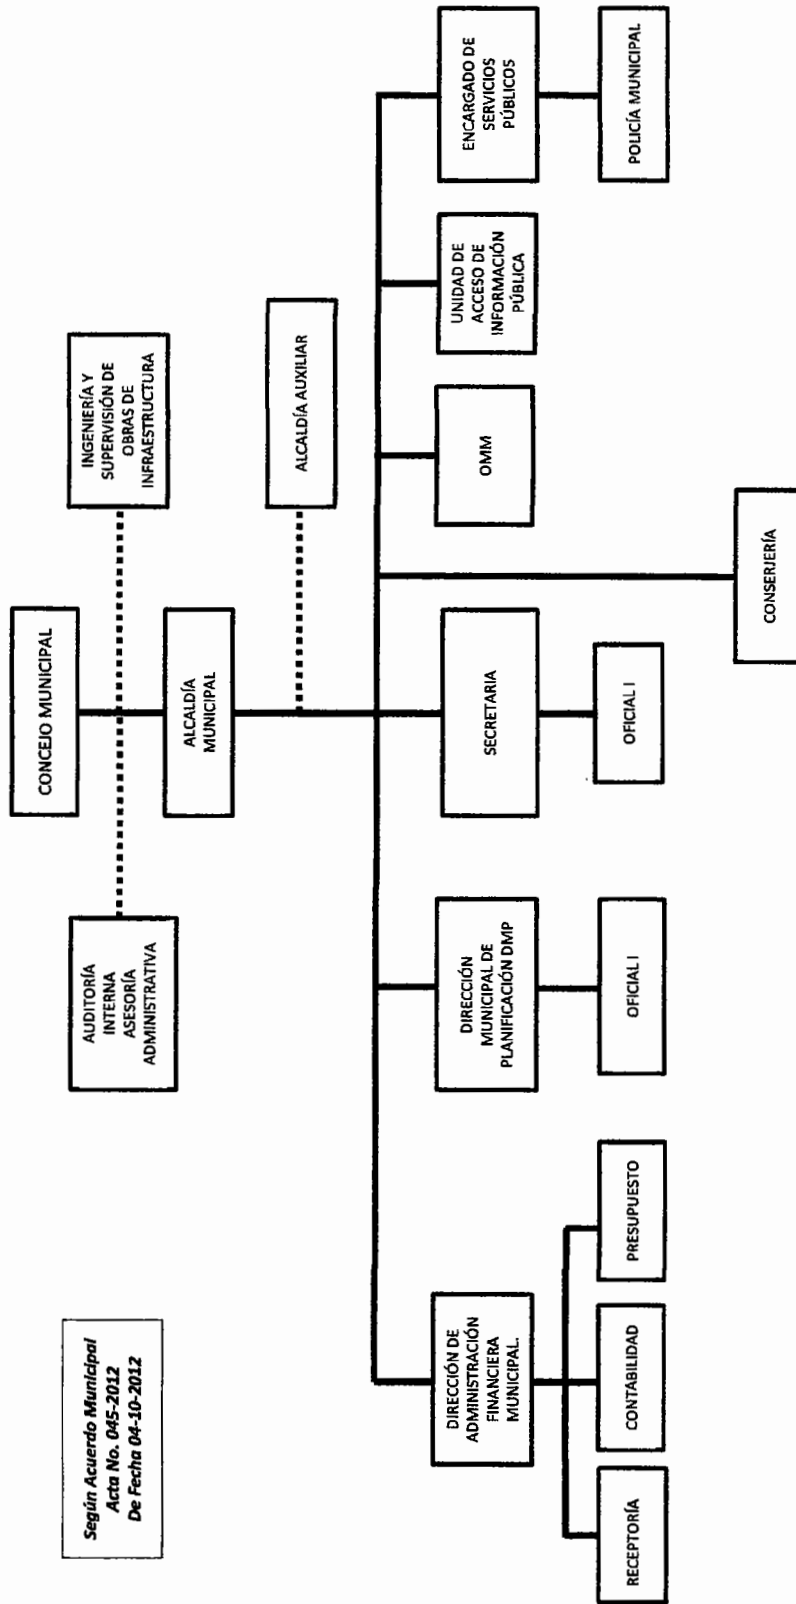 Según Acuerdo Municipal
Acta No. 045-2012
De Fecha 04-10-2012
CONCEJO MUNICIPAL
AUDITORÍA
INTERNA
ASESORÍA
ADMINISTRATIVA
INGENIERÍA Y
SUPERVISIÓN DE
OBRAS DE
INFRAESTRUCTURA
ALCALDÍA
MUNICIPAL
ALCALDÍA AUXILIAR
DIRECCIÓN DE
ADMINISTRACIÓN
FINANCIERA
MUNICIPAL.
DIRECCIÓN
MUNICIPAL DE
PLANIFICACIÓN DMP
SECRETARIA
OMM
UNIDAD DE
ACCESO DE
INFORMACIÓN
PÚBLICA
ENCARGADO DE
SERVICIOS
PÚBLICOS
RECEPTORÍA
CONTABILIDAD
PRESUPUESTO
OFICIAL I
OFICIAL I
POLICÍA MUNICIPAL
CONSERJERÍA